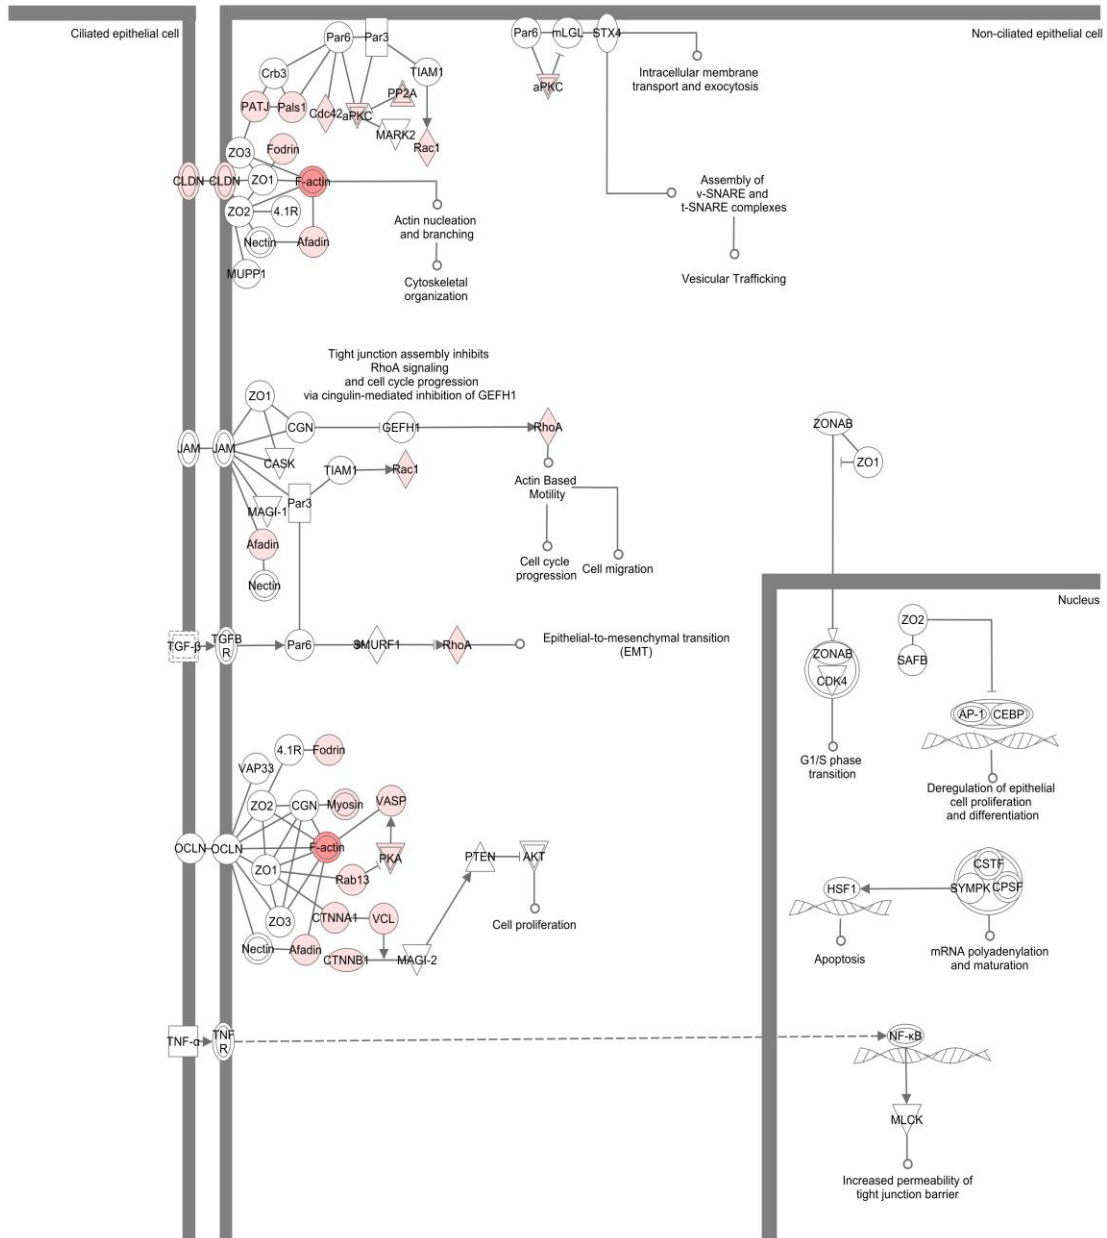 Ciliated epithelial cell
Non-ciliated epithelial cell
Par6
Par3
Crb3
TIAM1
PATJ
Pals1
Cdc42
aPKC
PP2A
MARK2
Rac1
Par6
mLGL
STX4
aPKC
Intracellular membrane
transport and exocytosis
ZO3
Fodrin
CLDN
CLDN
ZO1
F-actin
ZO2
4.1R
Nectin
Afadin
MUPP1
Actin nucleation
and branching
Cytoskeletal
organization
Assembly of
v-SNARE and
t-SNARE complexes
Vesicular Trafficking
Tight junction assembly inhibits
RhoA signaling
and cell cycle progression
via cingulin-mediated inhibition of GEFH1
ZO1
CGN
GEFH1
RhoA
JAM
JAM
CASK
TIAM1
Rac1
MAGI-1
Par3
Afadin
Nectin
Actin Based
Motility
Cell cycle
progression
Cell migration
ZONAB
ZO1
Nucleus
TGF-β
TGFB
R
Par6
SMURF1
RhoA
Epithelial-to-mesenchymal transition
(EMT)
ZONAB
CDK4
G1/S phase
transition
ZO2
SAFB
AP-1
CEBP
Deregulation of epithelial
cell proliferation
and differentiation
4.1R
Fodrin
VAP33
ZO2
CGN
Myosin
VASP
OCLN
OCLN
F-actin
PKA
ZO1
Rab13
ZO3
CTNNA1
VCL
Nectin
Afadin
CTNNB1
MAGI-2
PTEN
AKT
Cell proliferation
HSF1
Apoptosis
CSTF
SYMPK
CPSF
mRNA polyadenylation
and maturation
TNF-α
TNF
R
NF-κB
MLCK
Increased permeability of
tight junction barrier